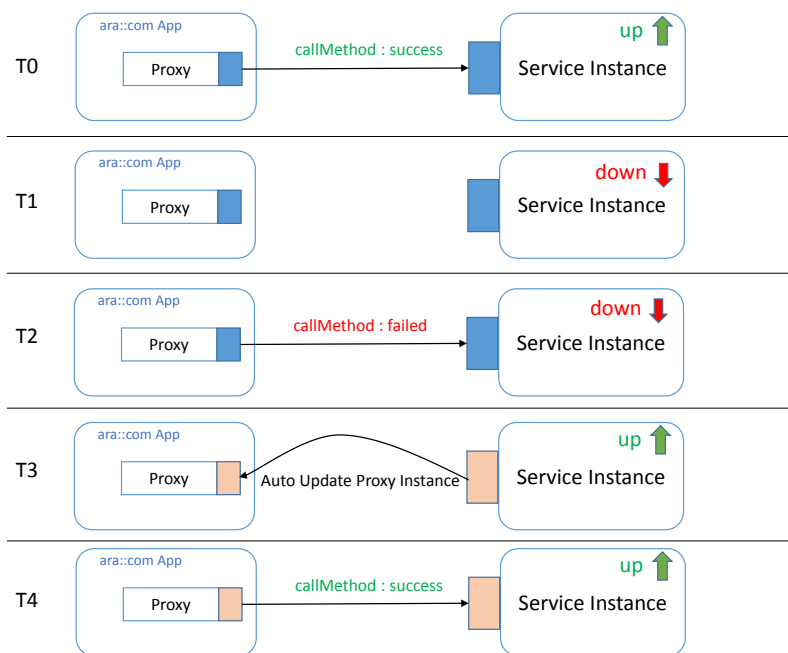 ara::com App
up
T0
Proxy
callMethod : success
Service Instance
ara::com App
down
T1
Proxy
Service Instance
ara::com App
down
T2
Proxy
callMethod : failed
Service Instance
ara::com App
up
T3
Proxy
Auto Update Proxy Instance
Service Instance
ara::com App
up
T4
Proxy
callMethod : success
Service Instance